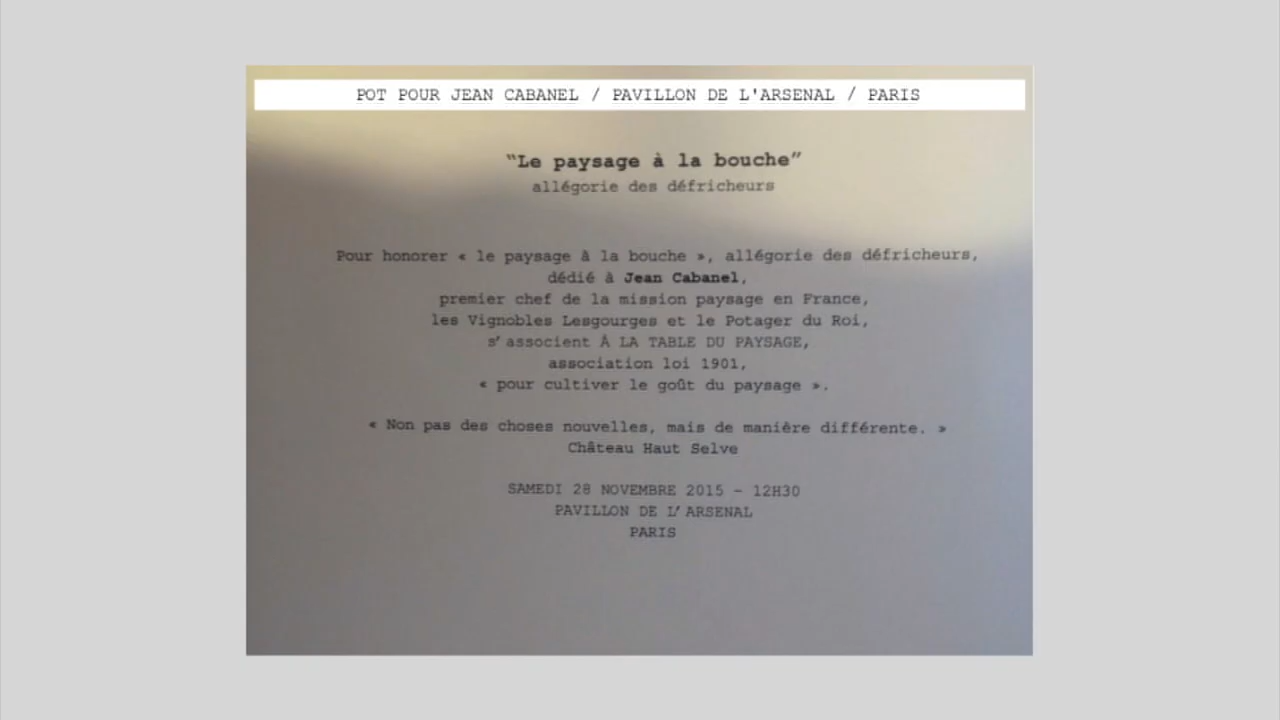 POT POUR JEAN CABANEL / PAVILLON DE L'ARSENAL / PARIS
“Le paysage à la bouche”
allégorie des défricheurs
Pour honorer « le paysage à la bouche », allégorie des défricheurs,
dédié à Jean Cabanel,
premier chef de la mission paysage en France,
les Vignobles Lesgourges et le Potager du Roi,
s’associent À LA TABLE DU PAYSAGE,
association loi 1901,
« pour cultiver le goût du paysage ».
« Non pas des choses nouvelles, mais de manière différente. »
Château Haut Selve
SAMEDI 28 NOVEMBRE 2015 – 12H30
PAVILLON DE L’ARSENAL
PARIS